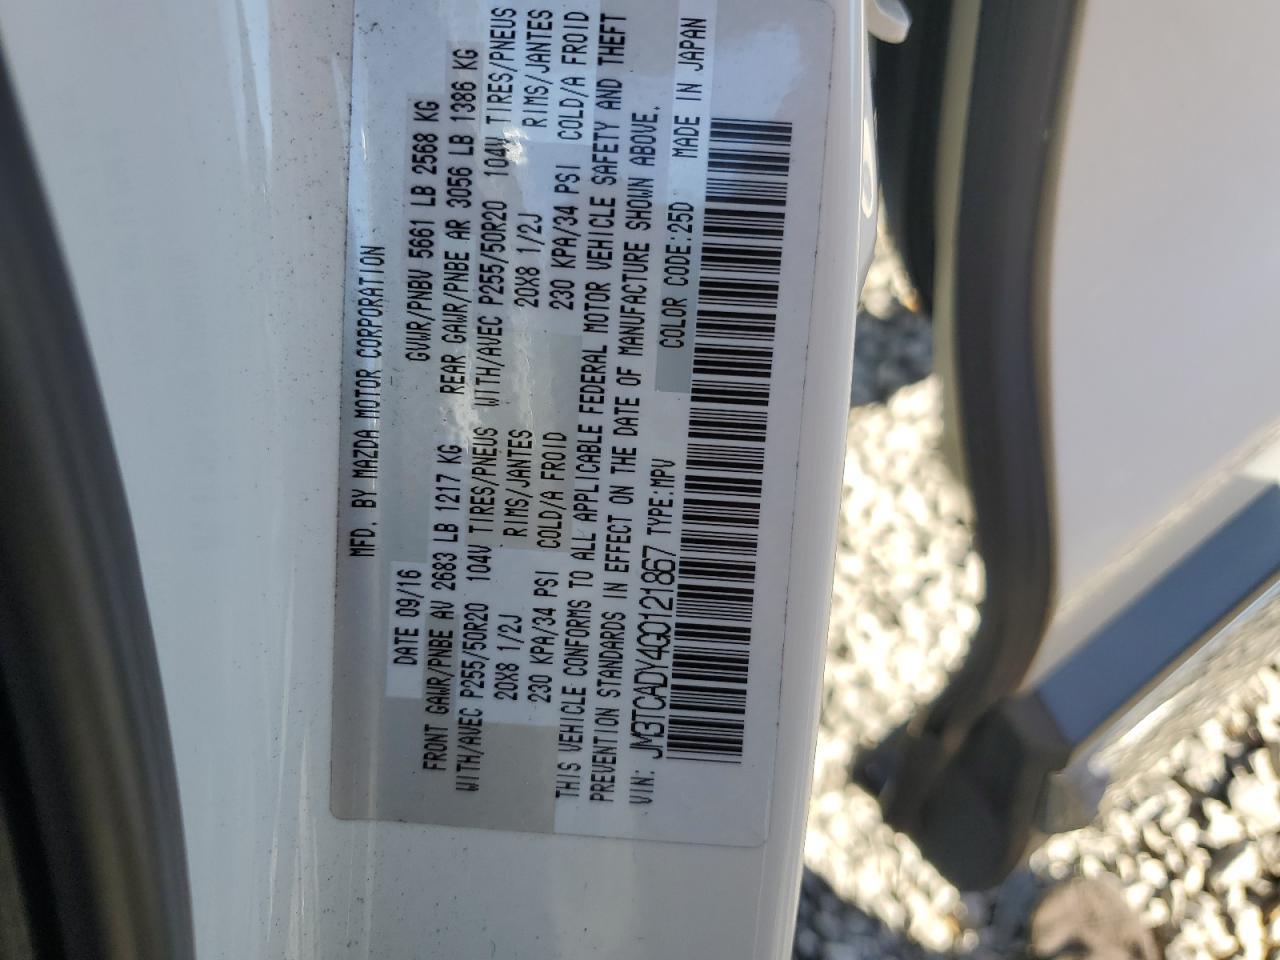 MFD. BY MAZDA MOTOR CORPORATION
DATE 09/16 GVWR/PNBV 5661 LB 2568 KG
FRONT GAWR/PNBE AV 2683 LB 1217 KG REAR GAWR/PNBE AR 3056 LB 1386 KG
WITH/AVEC P255/50R20 104V TIRES/PNEUS WITH/AVEC P255/50R20 104V TIRES/PNEUS
20X8 1/2J RIMS/JANTES 20X8 1/2J RIMS/JANTES
230 KPA/34 PSI COLD/A FROID 230 KPA/34 PSI COLD/A FROID
THIS VEHICLE CONFORMS TO ALL APPLICABLE FEDERAL MOTOR VEHICLE SAFETY AND THEFT
PREVENTION STANDARDS IN EFFECT ON THE DATE OF MANUFACTURE SHOWN ABOVE.
VIN: JM3TCADY4G0121867 TYPE:MPV COLOR CODE:25D MADE IN JAPAN